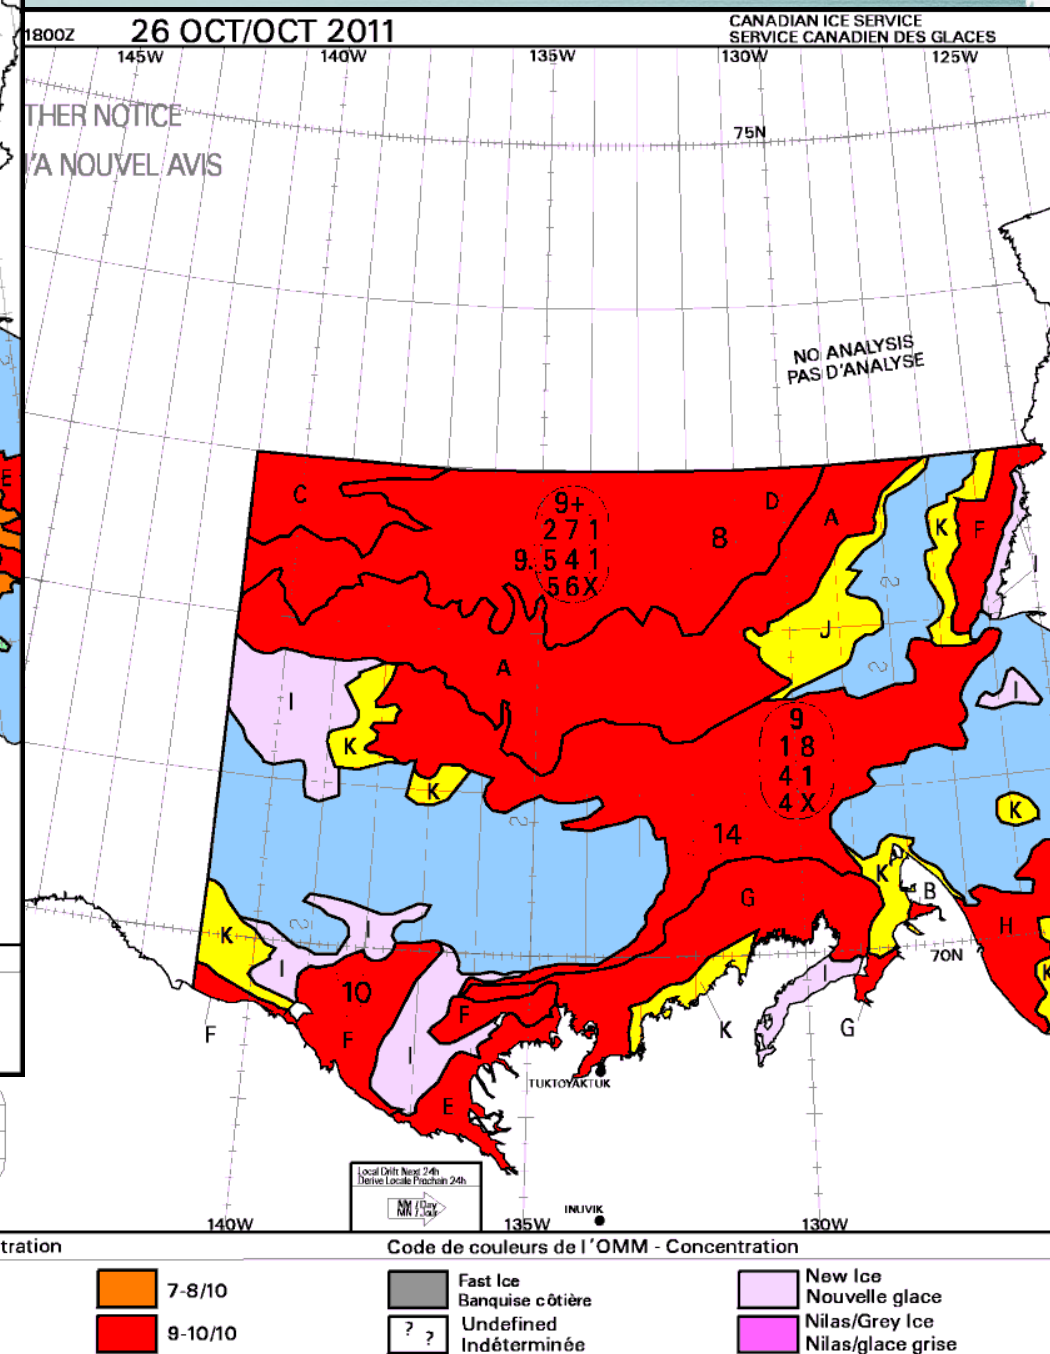 1800Z
26 OCT/OCT 2011
CANADIAN ICE SERVICE
SERVICE CANADIEN DES GLACES
145W 140W 135W 130W 125W
THER NOTICE
'A NOUVEL AVIS
75N
NO ANALYSIS
PAS D'ANALYSE
E
C
D
A
8
9+
2 7 1
9. 5 4 1
5 6 X
K
F
I
J
A
I
I
K
K
9
1 8
4 1
4 X
K
14
K
A
B
G
H
K
K
I
I
70N
I
10
F
F
F
K
G
I
E
TUKTOYAKTUK
Local Drift Next 24h
Derive Locale Prochain 24h
NM / Day
MN / Jour
INUVIK
140W 135W 130W
tration
Code de couleurs de l'OMM - Concentration
7-8/10
9-10/10
Fast Ice
Banquise côtière
? ?
Undefined
Indéterminée
New Ice
Nouvelle glace
Nilas/Grey Ice
Nilas/glace grise